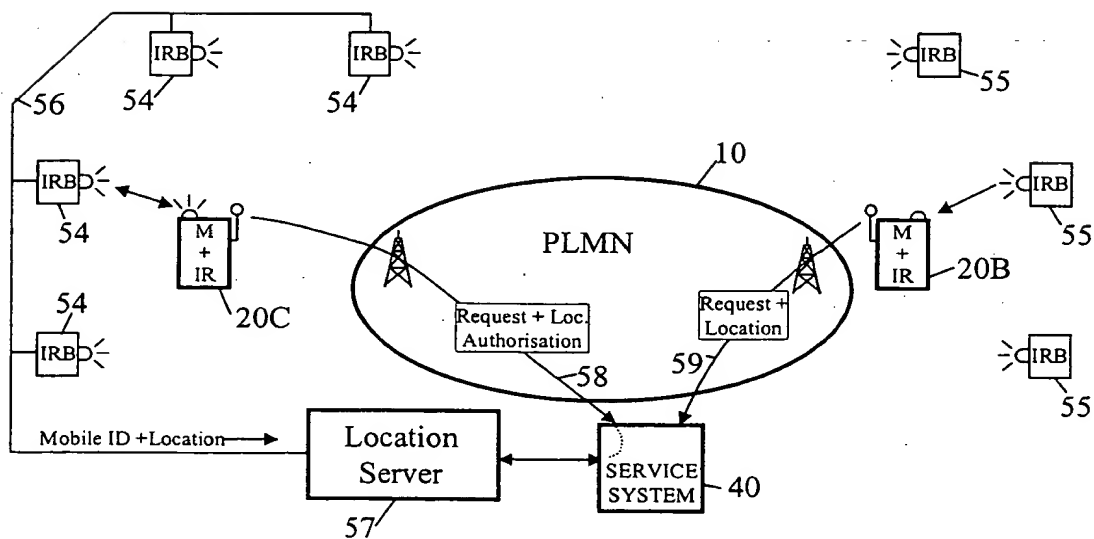 IRB
54
IRB
54
IRB
55
56
IRB
54
M
+
IR
20C
10
PLMN
M
+
IR
20B
IRB
55
Request + Loc.
Authorisation
58
Request +
Location
59
54
IRB
IRB
55
Mobile ID +Location
Location
Server
57
SERVICE
SYSTEM
40